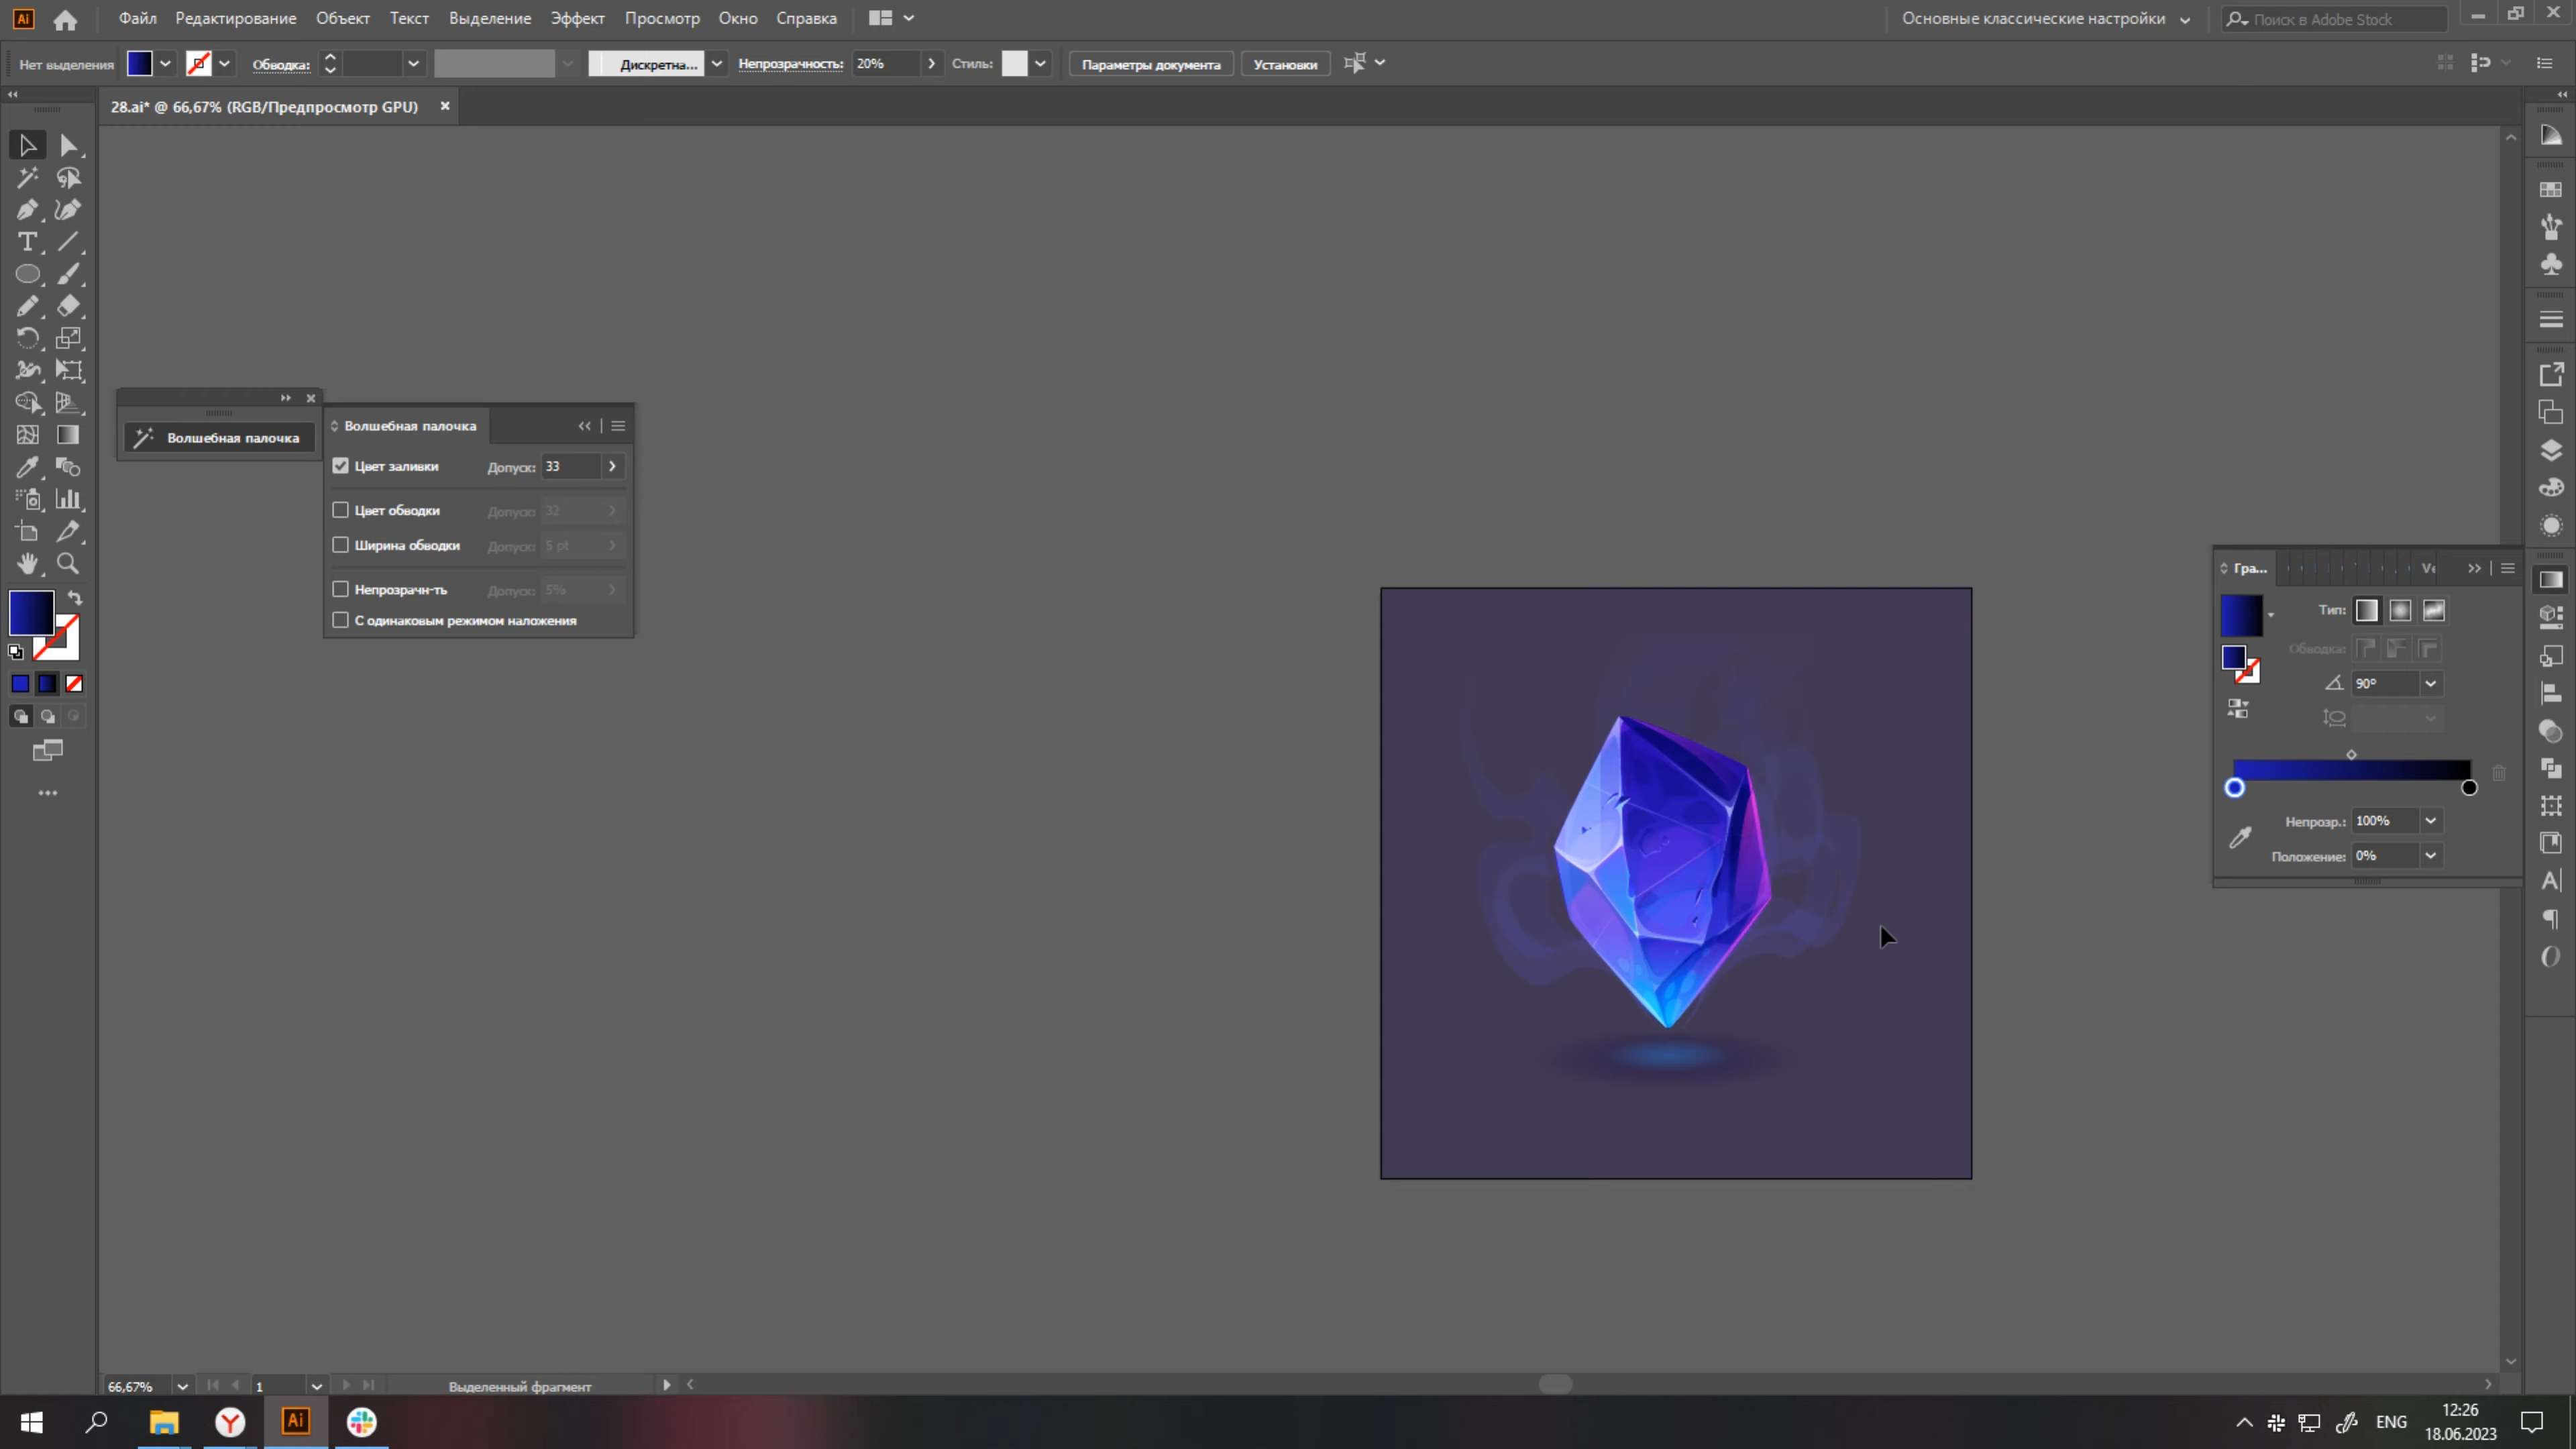 Ai Файл Редактирование Объект Текст Выделение Эффект Просмотр Окно Справка Основные классические настройки Поиск в Adobe Stock
Нет выделения Обводка: Дискретна... Непрозрачность: 20% Стиль: Параметры документа Установки
28.ai* @ 66,67% (RGB/Предпросмотр GPU)
Волшебная палочка
Волшебная палочка
Цвет заливки Допуск: 33
Цвет обводки Допуск: 32
Ширина обводки Допуск: 5 pt
Непрозрачн-ть Допуск: 5%
С одинаковым режимом наложения
Гра...
Тип:
Обводка:
90°
Непрозр.: 100%
Положение: 0%
66,67% 1 Выделенный фрагмент
Ai ENG 12:26
18.06.2023